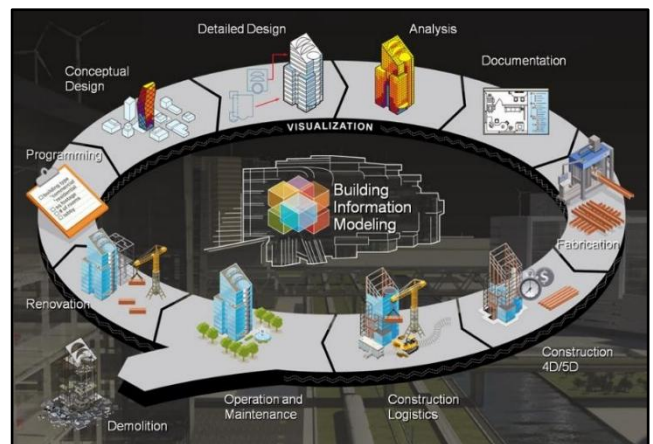 Detailed Design
Analysis
Conceptual
Design
Documentation
VISUALIZATION
Programming
Building
Information
Modeling
Fabrication
Renovation
Construction
4D/5D
Operation and
Maintenance
Construction
Logistics
Demolition